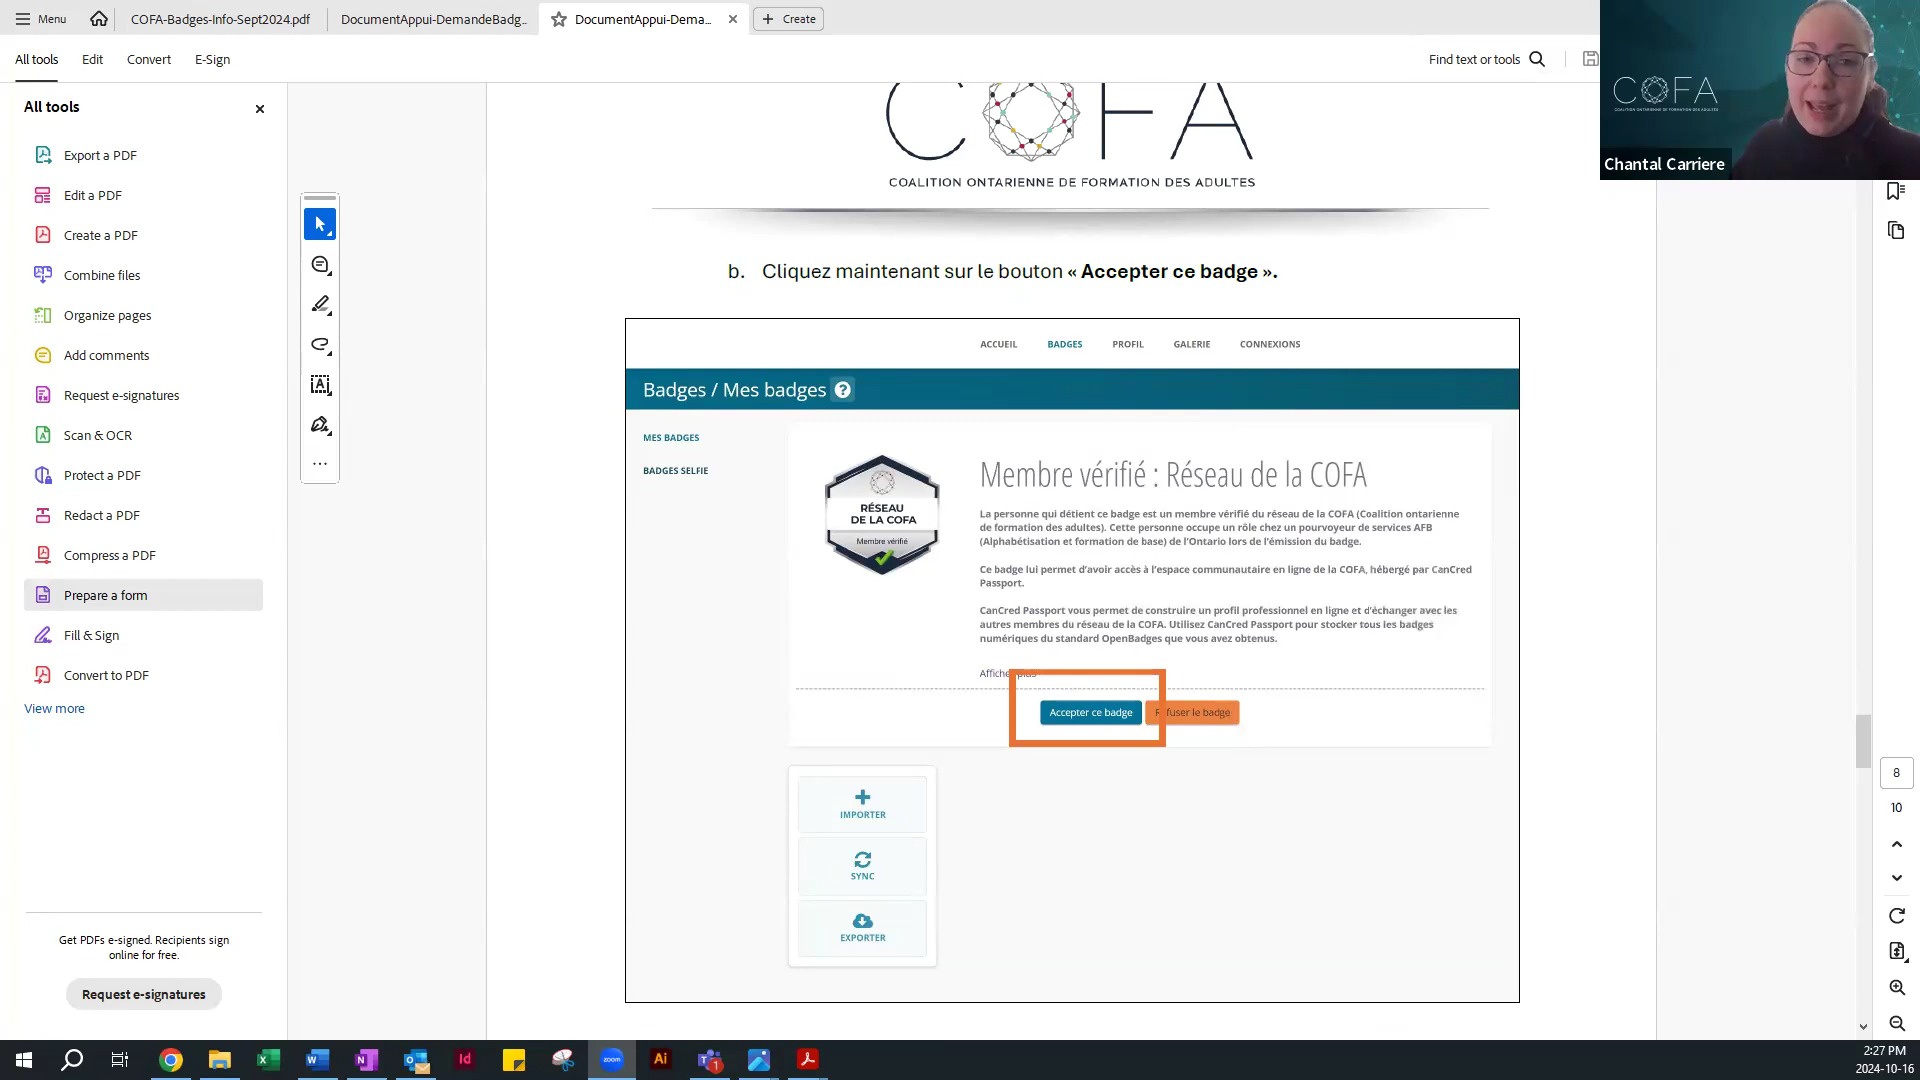 Menu
COFA-Badges-Info-Sept2024.pdf
DocumentAppui-DemandeBadg...
DocumentAppui-Dema...
Create
All tools
Edit
Convert
E-Sign
Find text or tools
All tools
Export a PDF
Edit a PDF
Create a PDF
Combine files
Organize pages
Add comments
Request e-signatures
Scan & OCR
Protect a PDF
Redact a PDF
Compress a PDF
Prepare a form
Fill & Sign
Convert to PDF
View more
Get PDFs e-signed. Recipients sign
online for free.
Request e-signatures
COFA
COALITION ONTARIENNE DE FORMATION DES ADULTES
b. Cliquez maintenant sur le bouton « Accepter ce badge ».
ACCUEIL BADGES PROFIL GALERIE CONNEXIONS
Badges / Mes badges ?
MES BADGES
BADGES SELFIE
RÉSEAU
DE LA COFA
Membre vérifié
Membre vérifié : Réseau de la COFA
La personne qui détient ce badge est un membre vérifié du réseau de la COFA (Coalition ontarienne
de formation des adultes). Cette personne occupe un rôle chez un pourvoyeur de services AFB
(Alphabétisation et formation de base) de l'Ontario lors de l'émission du badge.
Ce badge lui permet d'avoir accès à l'espace communautaire en ligne de la COFA, hébergé par CanCred
Passport.
CanCred Passport vous permet de construire un profil professionnel en ligne et d'échanger avec les
autres membres du réseau de la COFA. Utilisez CanCred Passport pour stocker tous les badges
numériques du standard OpenBadges que vous avez obtenus.
Afficher plus
Accepter ce badge
Refuser le badge
IMPORTER
SYNC
EXPORTER
COFA
COALITION ONTARIENNE DE FORMATION DES ADULTES
Chantal Carriere
8
10
zoom
2:27 PM
2024-10-16